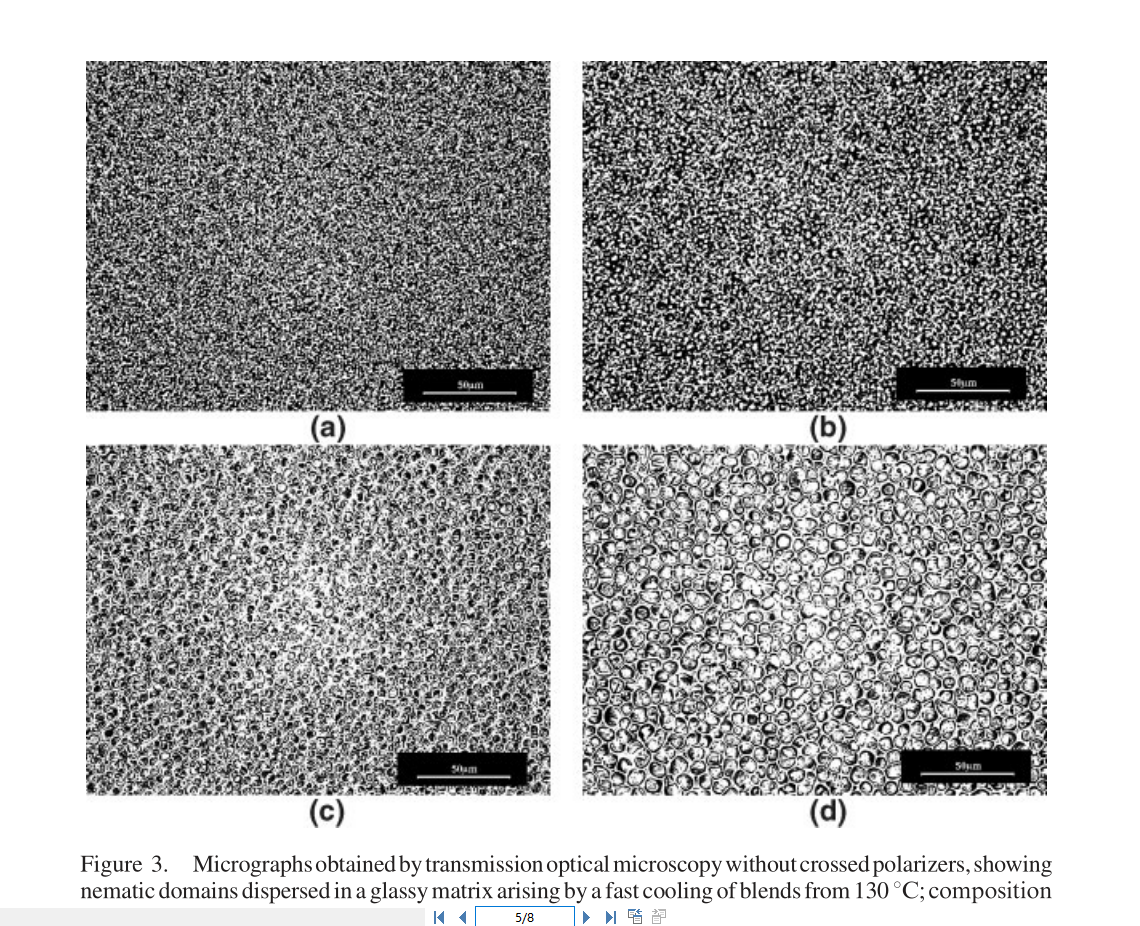 50μm
50μm
(a)
(b)
50μm
50μm
(c)
(d)
Figure 3. Micrographs obtained by transmission optical microscopy without crossed polarizers, showing
nematic domains dispersed in a glassy matrix arising by a fast cooling of blends from 130 °C; composition
5/8